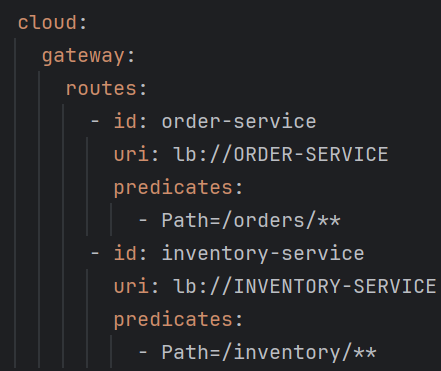 cloud:
  gateway:
    routes:
      - id: order-service
        uri: lb://ORDER-SERVICE
        predicates:
          - Path=/orders/**
      - id: inventory-service
        uri: lb://INVENTORY-SERVICE
        predicates:
          - Path=/inventory/**